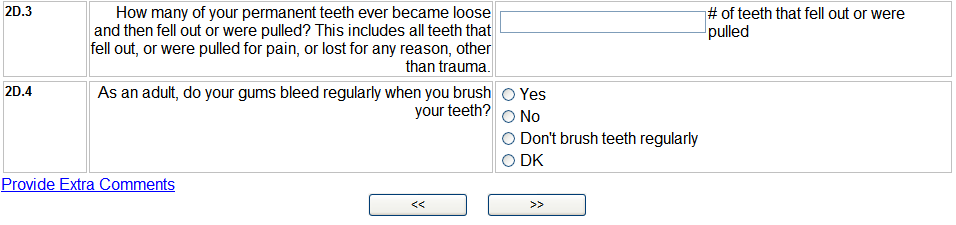 2D.3
How many of your permanent teeth ever became loose
and then fell out or were pulled? This includes all teeth that
fell out, or were pulled for pain, or lost for any reason, other
than trauma.
# of teeth that fell out or were
pulled
2D.4
As an adult, do your gums bleed regularly when you brush
your teeth?
Yes
No
Don't brush teeth regularly
DK
Provide Extra Comments
<<
>>